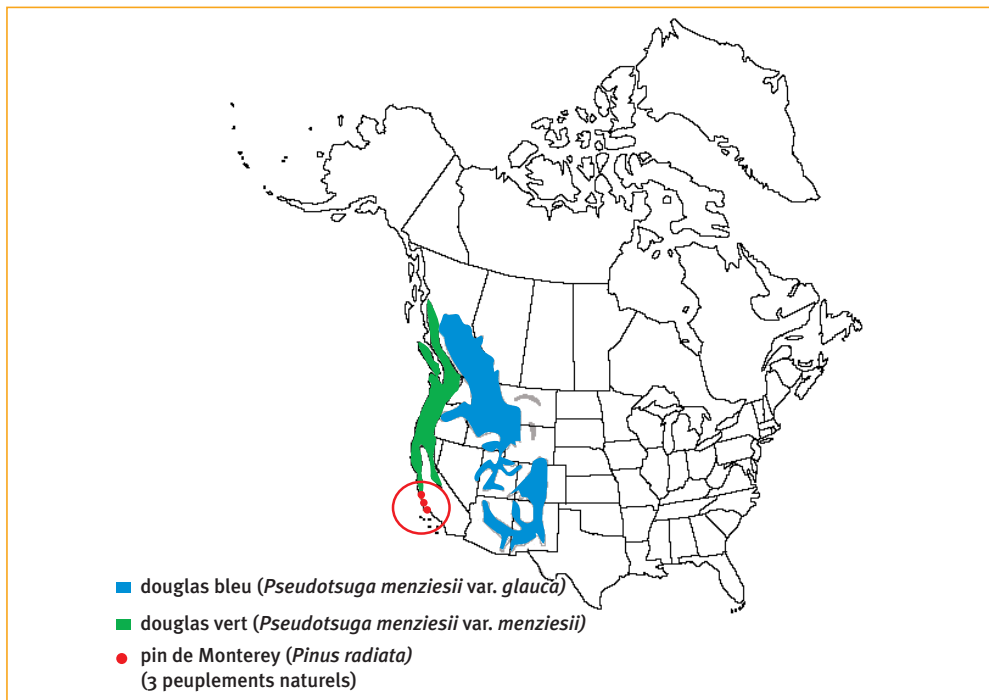 douglas bleu (Pseudotsuga menziesii var. glauca)
douglas vert (Pseudotsuga menziesii var. menziesii)
pin de Monterey (Pinus radiata)
(3 peuplements naturels)